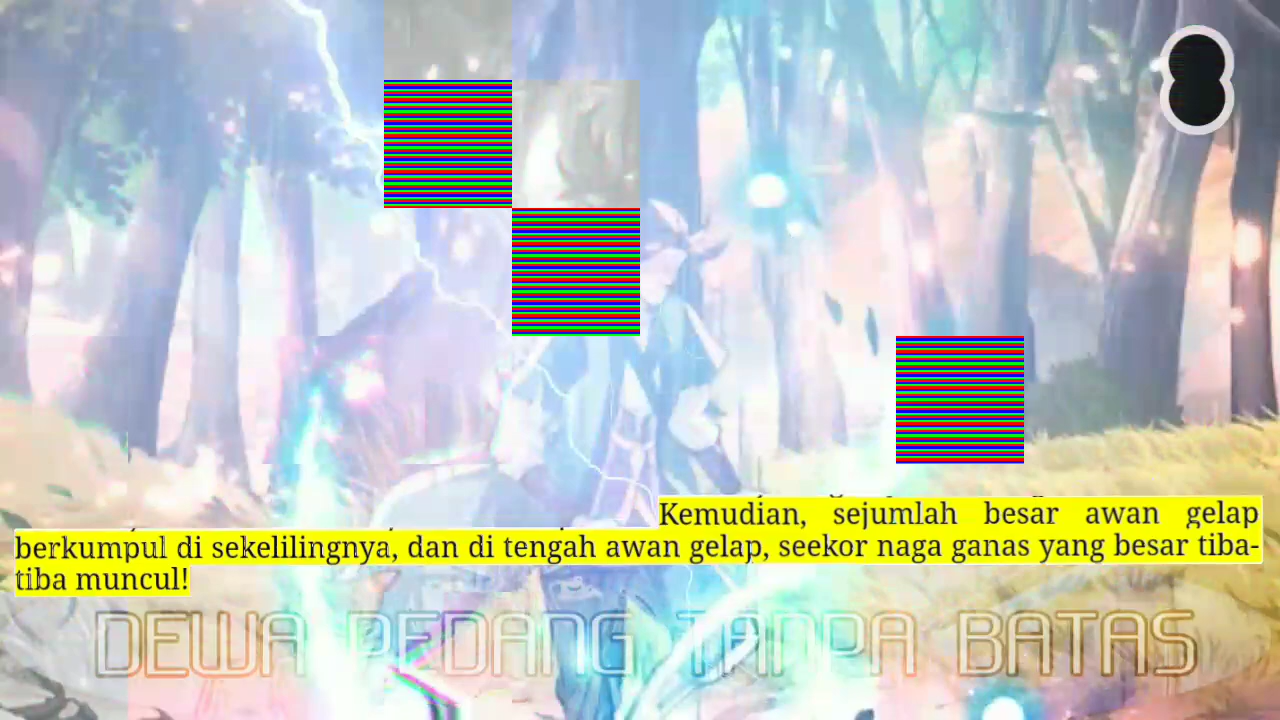 Kemudian, sejumlah besar awan gelap
berkumpul di sekelilingnya, dan di tengah awan gelap, seekor naga ganas yang besar tiba-
tiba muncul!
DEWA PEDANG TANPA BATAS